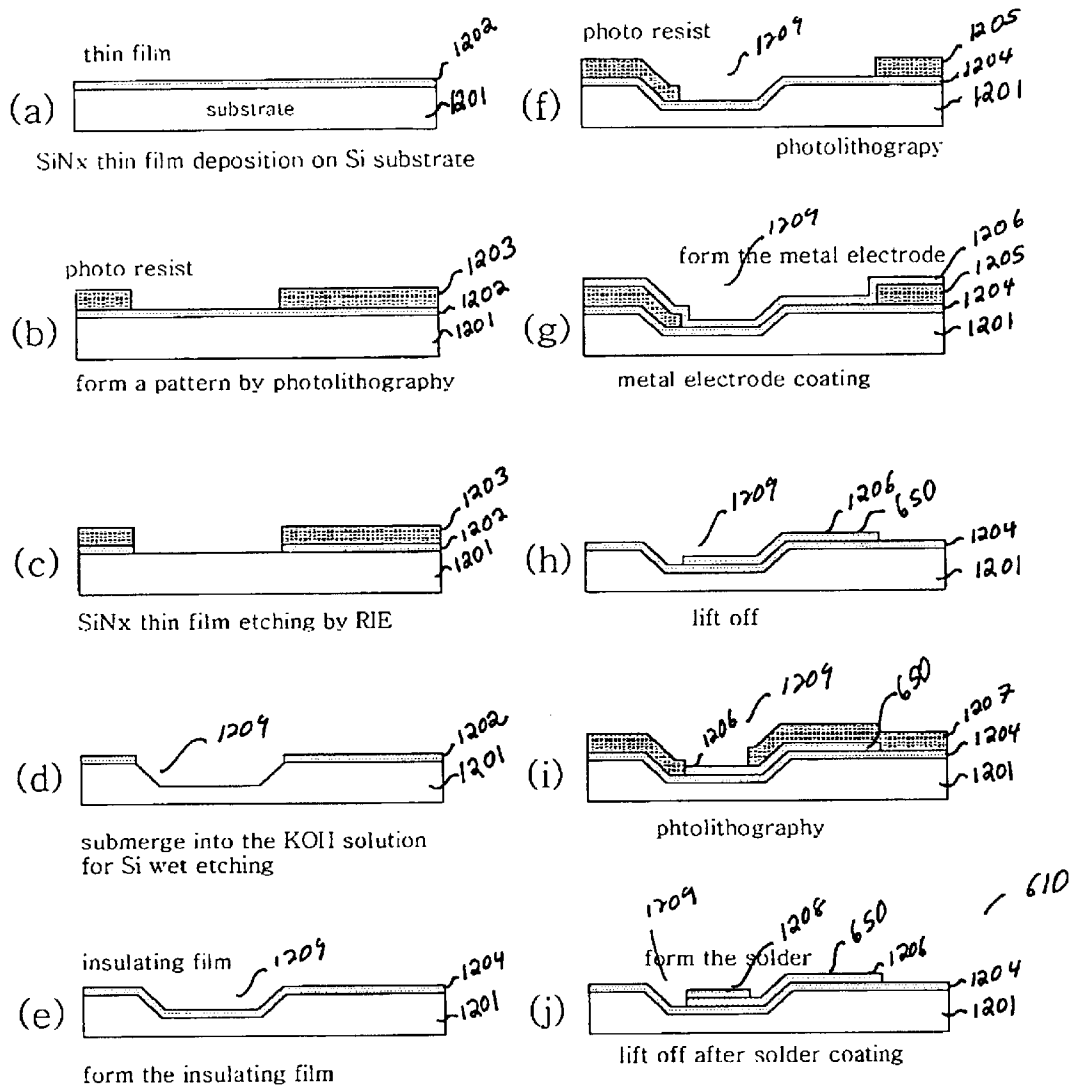 thin film
1202
(a)
substrate
1201
SiNx thin film deposition on Si substrate
photo resist
1203
1202
(b)
1201
form a pattern by photolithography
1203
1202
(c)
1201
SiNx thin film etching by RIE
1209
1202
(d)
1201
submerge into the KOH solution
for Si wet etching
insulating film
1209
1204
(e)
1201
form the insulating film
photo resist
1209
1205
1204
(f)
1201
photolithograpy
1209
form the metal electrode
1206
1205
1204
(g)
1201
metal electrode coating
1209
1206
650
1204
(h)
1201
lift off
1209
650
1206
1207
1204
(i)
1201
phtolithography
610
1209
1208
650
form the solder
1206
1204
(j)
1201
lift off after solder coating